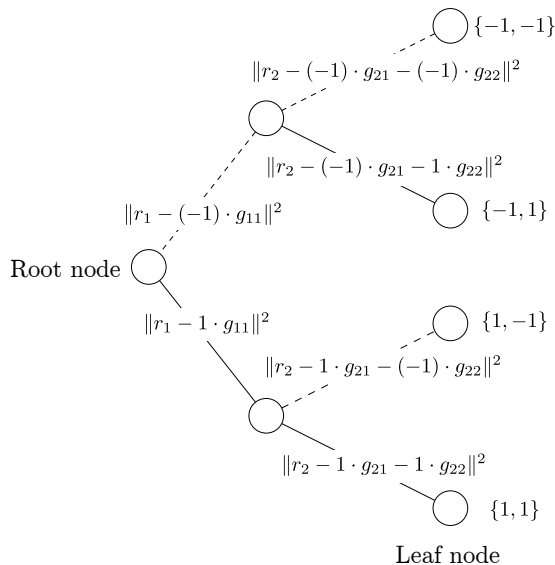 {−1, −1}
‖r₂ − (−1) · g₂₁ − (−1) · g₂₂‖²
‖r₂ − (−1) · g₂₁ − 1 · g₂₂‖²
{−1, 1}
‖r₁ − (−1) · g₁₁‖²
Root node
‖r₁ − 1 · g₁₁‖²
{1, −1}
‖r₂ − 1 · g₂₁ − (−1) · g₂₂‖²
‖r₂ − 1 · g₂₁ − 1 · g₂₂‖²
{1, 1}
Leaf node